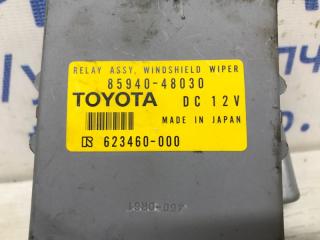 RELAY ASSY, WINDSHIELD WIPER
85940-48030
TOYOTA DC 12V
MADE IN JAPAN
623460-000